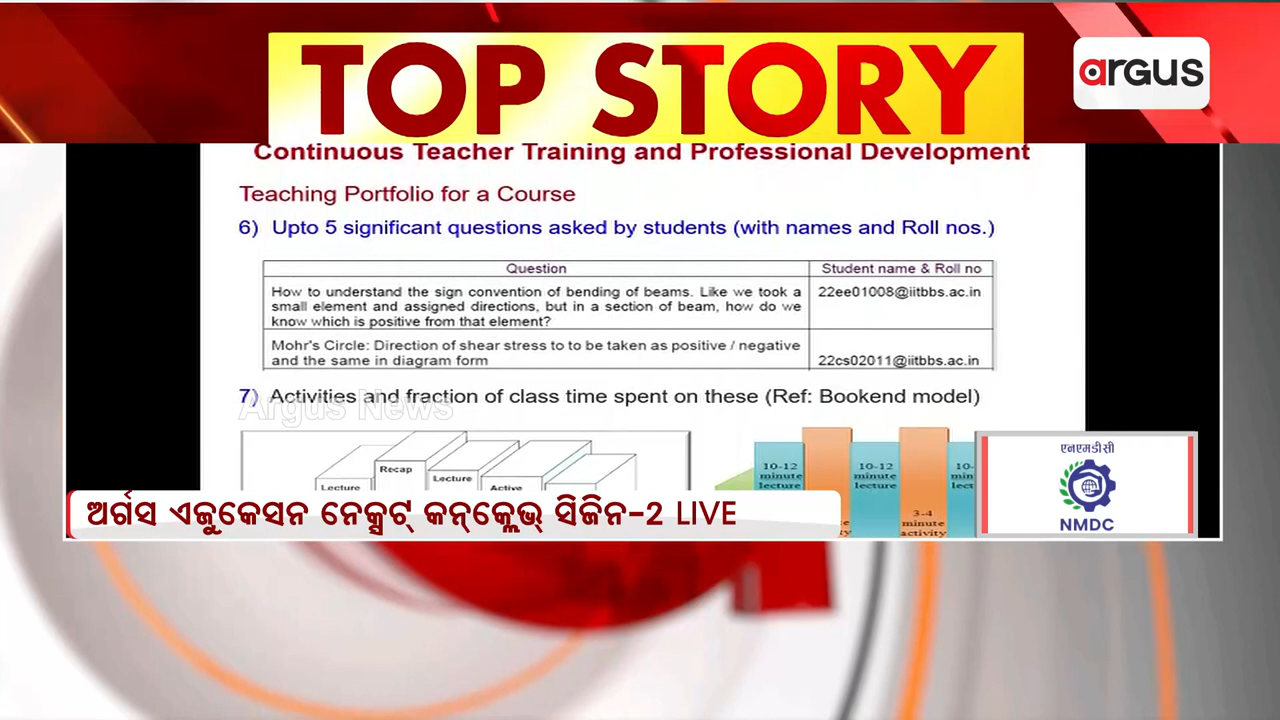 TOP STORY
argus
Continuous Teacher Training and Professional Development
Teaching Portfolio for a Course
6) Upto 5 significant questions asked by students (with names and Roll nos.)
Question
Student name & Roll no
How to understand the sign convention of bending of beams. Like we took a
small element and assigned directions, but in a section of beam, how do we
know which is positive from that element?
22ee01008@iitbbs.ac.in
Mohr's Circle: Direction of shear stress to to be taken as positive / negative
and the same in diagram form
22cs02011@iitbbs.ac.in
7) Activities and fraction of class time spent on these (Ref: Bookend model)
Argus News
Lecture
Recap
Lecture
Active
10-12
minute
lecture
10-12
minute
lecture
10-
minu
lect
3-4
minute
activity
एनएमडीसी
NMDC
ଅର୍ଗସ ଏଜୁକେସନ ନେକ୍ସଟ୍ କନ୍‌କ୍ଲେଭ୍ ସିଜିନ-2 LIVE